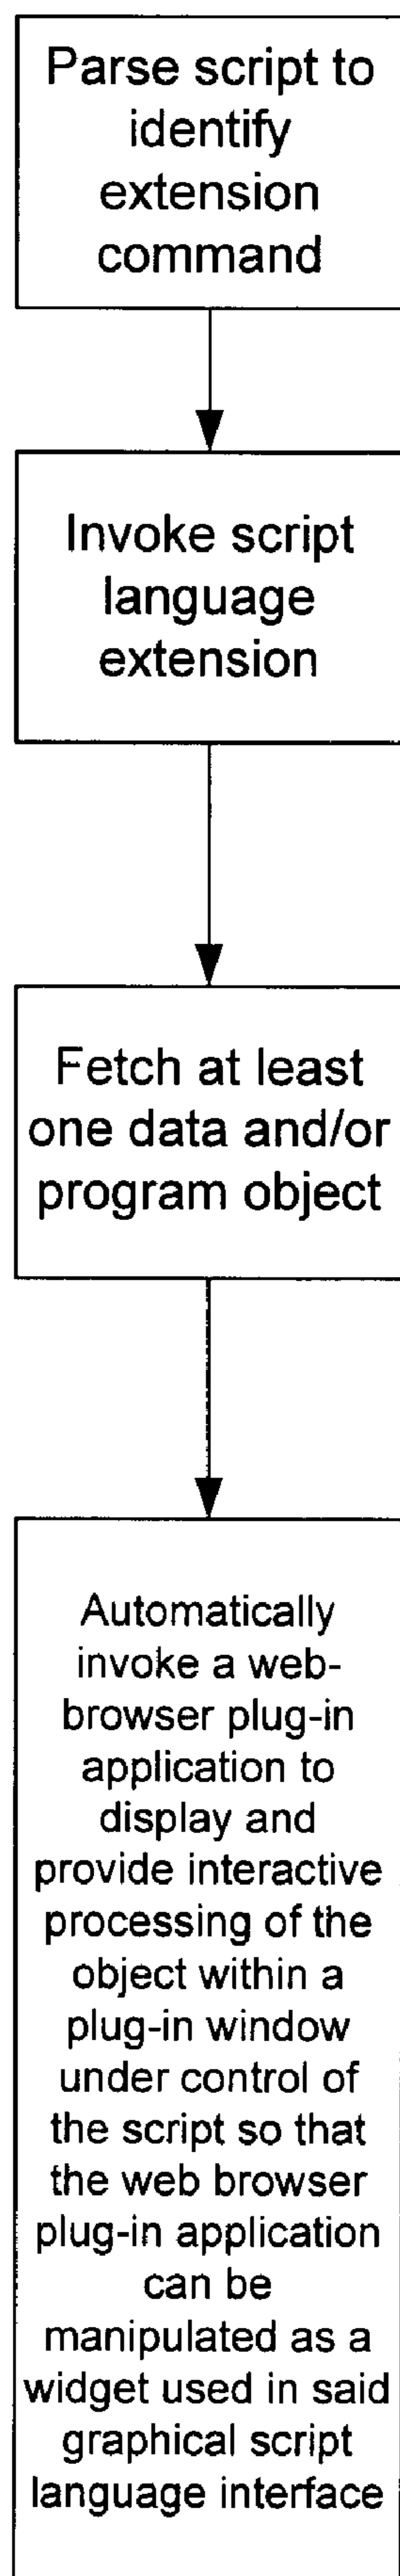 Parse script to
identify
extension
command
Invoke script
language
extension
Fetch at least
one data and/or
program object
Automatically
invoke a web-
browser plug-in
application to
display and
provide interactive
processing of the
object within a
plug-in window
under control of
the script so that
the web browser
plug-in application
can be
manipulated as a
widget used in said
graphical script
language interface